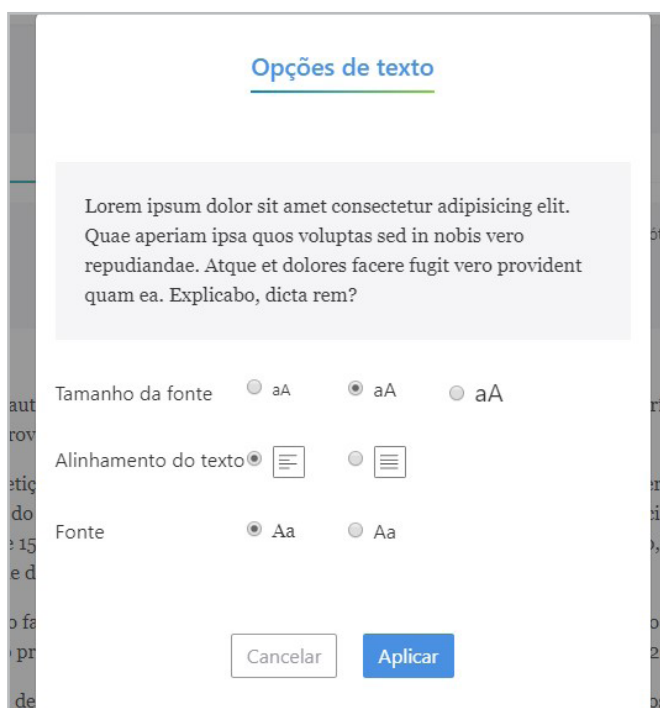 Opções de texto
Lorem ipsum dolor sit amet consectetur adipisicing elit.
Quae aperiam ipsa quos voluptas sed in nobis vero
repudiandae. Atque et dolores facere fugit vero provident
quam ea. Explicabo, dicta rem?
Tamanho da fonte aA aA aA
Alinhamento do texto
Fonte Aa Aa
Cancelar Aplicar